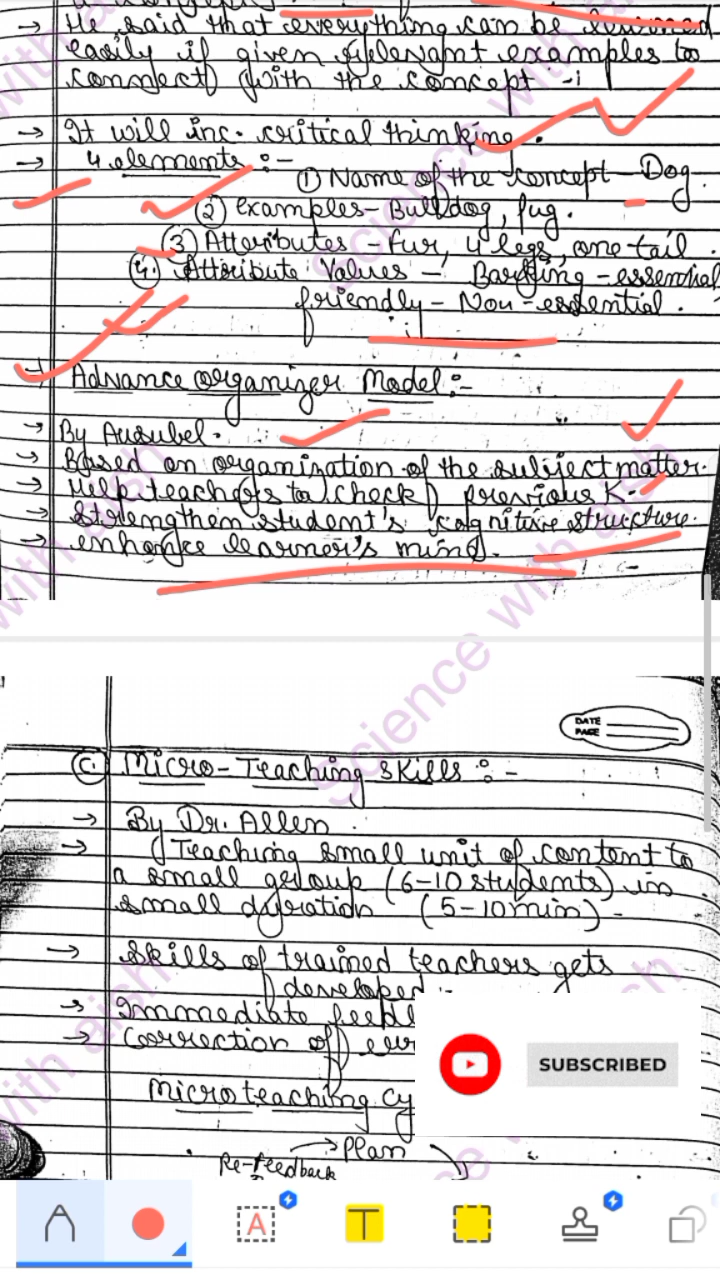 → He said that everything can be learned
easily if given relevant examples to
connect with the concept
→ It will inc. critical thinking.
→ 4 elements :-
① Name of the concept - Dog.
② examples - Bulldog, pug.
③ Attributes - fur, 4 legs, one tail.
④. Attribute Values - Barking - essential
friendly - Non-essential.
→ Advance organizer Model :-
→ By Ausubel.
→ Based on organization of the subject matter.
→ Help teachers to check previous K.
→ Strengthen student's cognitive structure.
→ enhance learner's mind.
DATE
PAGE
Ⓒ Micro-Teaching Skills :-
→ By Dr. Allen.
→ Teaching small unit of content to
a small group (6-10 students) in
small duration (5-10 min) -
→ Skills of trained teachers gets
developed
→ Immediate
→ Correction of
SUBSCRIBED
Micro teaching
→ Plan
Re-feedback
Science with aish
A
T